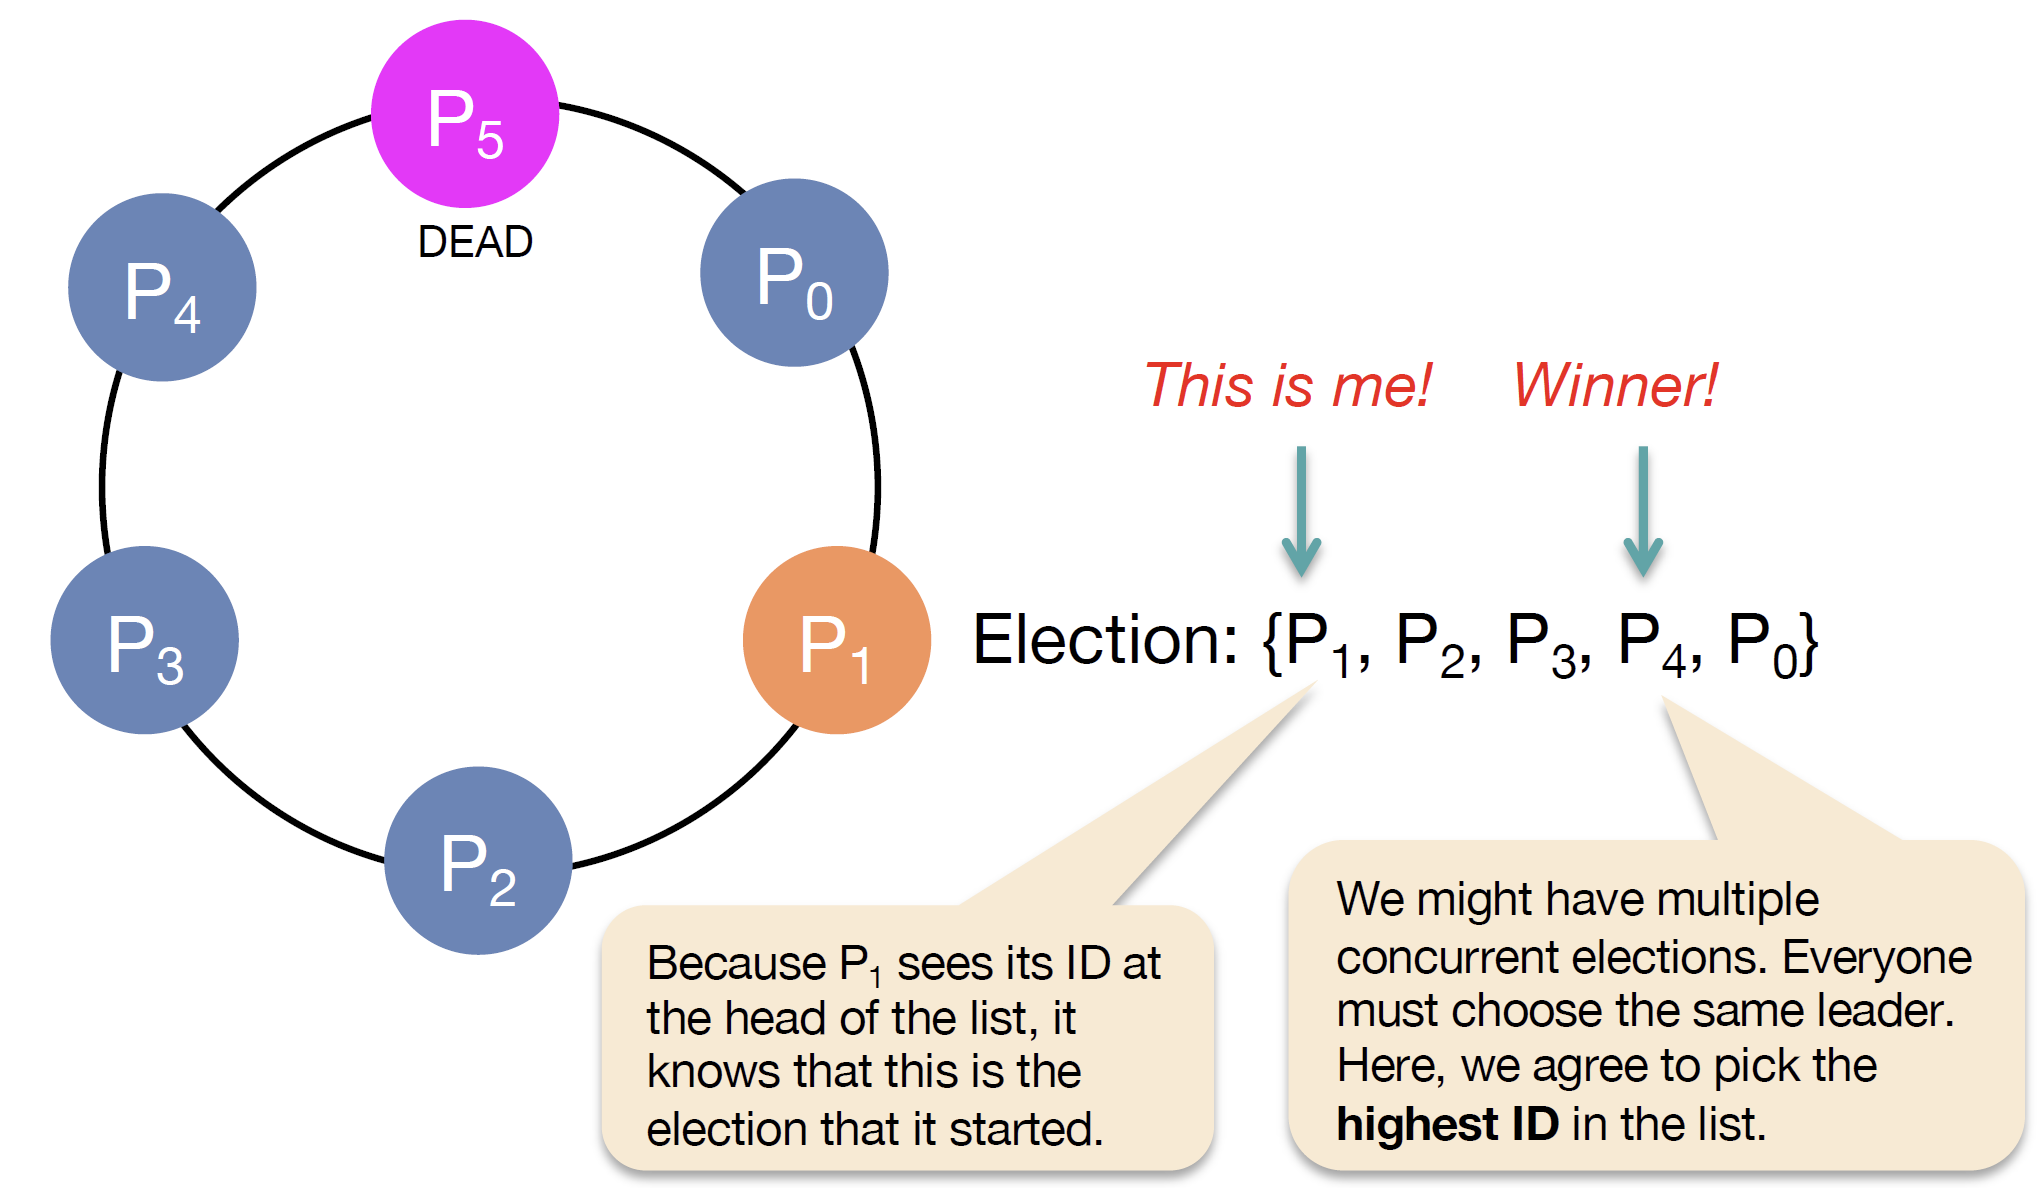 P₅
DEAD
P₀
P₄
This is me! Winner!
P₃
P₁
Election: {P₁, P₂, P₃, P₄, P₀}
P₂
Because P₁ sees its ID at
the head of the list, it
knows that this is the
election that it started.
We might have multiple
concurrent elections. Everyone
must choose the same leader.
Here, we agree to pick the
highest ID in the list.